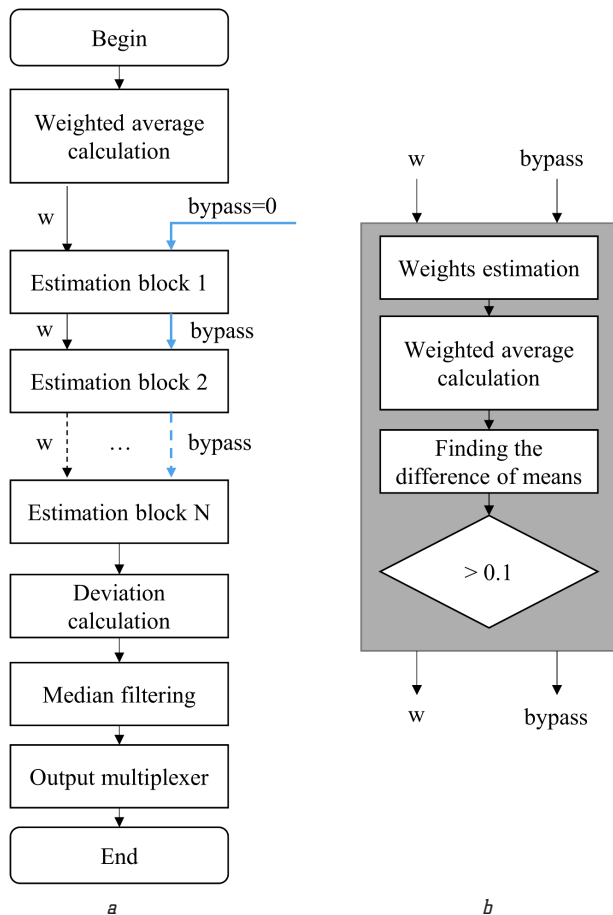 Begin
Weighted average
calculation
w
bypass=0
Estimation block 1
w
bypass
Estimation block 2
w
...
bypass
Estimation block N
Deviation
calculation
Median filtering
Output multiplexer
End
a
w
bypass
Weights estimation
Weighted average
calculation
Finding the
difference of means
> 0.1
w
bypass
b